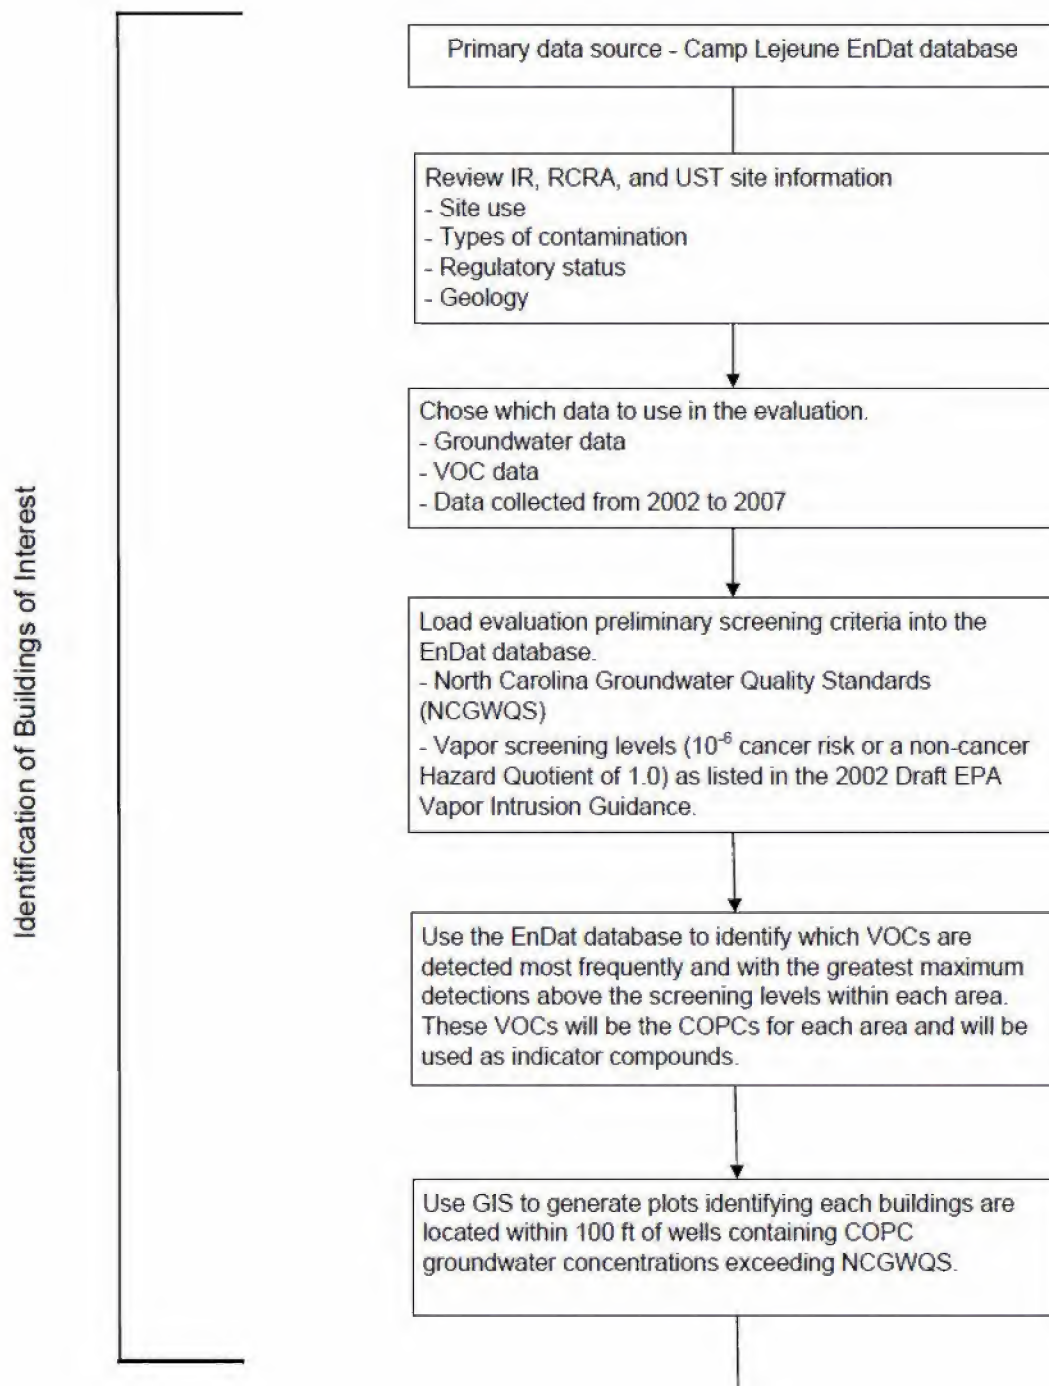 Identification of Buildings of Interest
Primary data source - Camp Lejeune EnDat database
Review IR, RCRA, and UST site information
- Site use
- Types of contamination
- Regulatory status
- Geology
Chose which data to use in the evaluation.
- Groundwater data
- VOC data
- Data collected from 2002 to 2007
Load evaluation preliminary screening criteria into the
EnDat database.
- North Carolina Groundwater Quality Standards
(NCGWQS)
- Vapor screening levels (10⁻⁶ cancer risk or a non-cancer
Hazard Quotient of 1.0) as listed in the 2002 Draft EPA
Vapor Intrusion Guidance.
Use the EnDat database to identify which VOCs are
detected most frequently and with the greatest maximum
detections above the screening levels within each area.
These VOCs will be the COPCs for each area and will be
used as indicator compounds.
Use GIS to generate plots identifying each buildings are
located within 100 ft of wells containing COPC
groundwater concentrations exceeding NCGWQS.